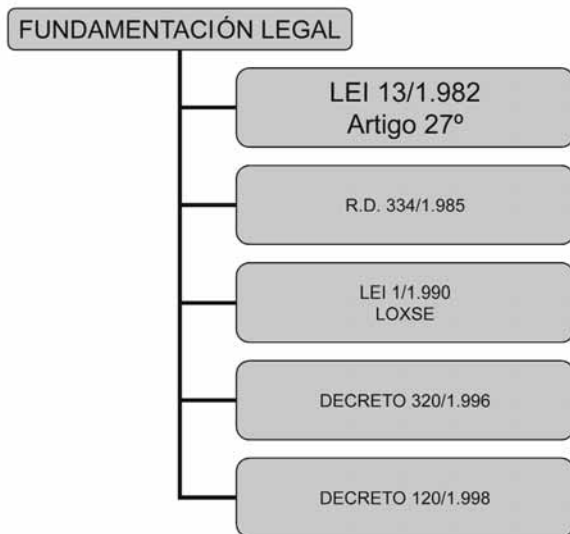 FUNDAMENTACIÓN LEGAL
LEI 13/1.982
Artigo 27º
R.D. 334/1.985
LEI 1/1.990
LOXSE
DECRETO 320/1.996
DECRETO 120/1.998